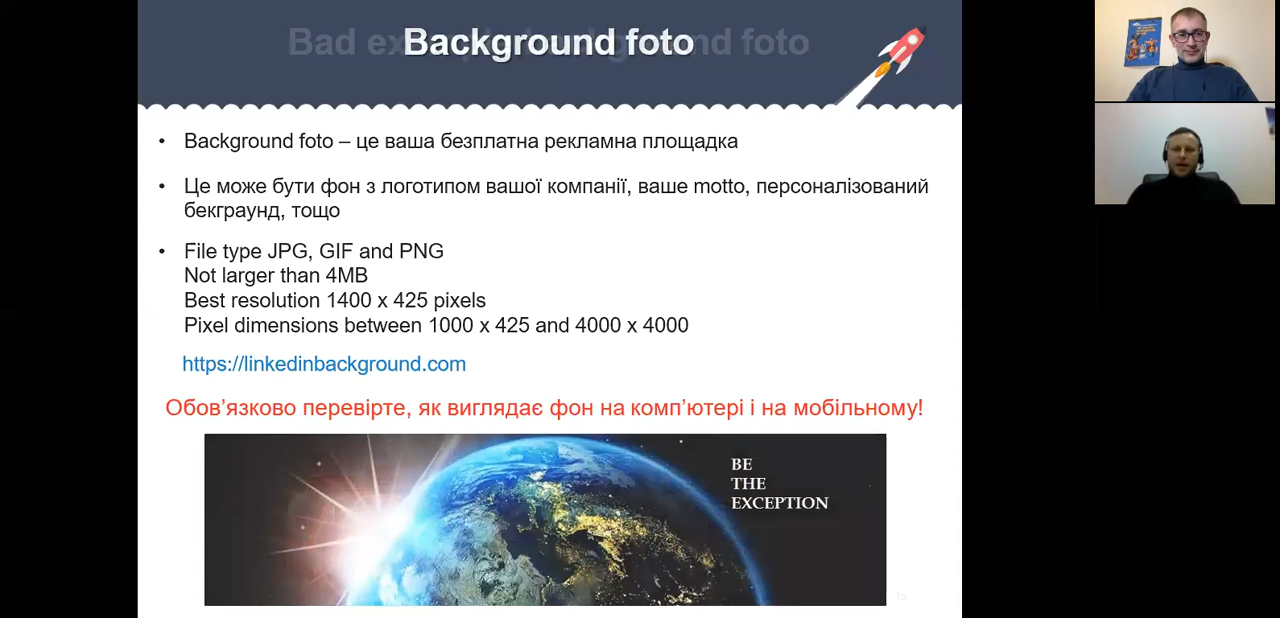 Background foto
Background foto – це ваша безплатна рекламна площадка
Це може бути фон з логотипом вашої компанії, ваше motto, персоналізований
бекграунд, тощо
File type JPG, GIF and PNG
Not larger than 4MB
Best resolution 1400 x 425 pixels
Pixel dimensions between 1000 x 425 and 4000 x 4000
https://linkedinbackground.com
Обов’язково перевірте, як виглядає фон на комп’ютері і на мобільному!
BE
THE
EXCEPTION
15